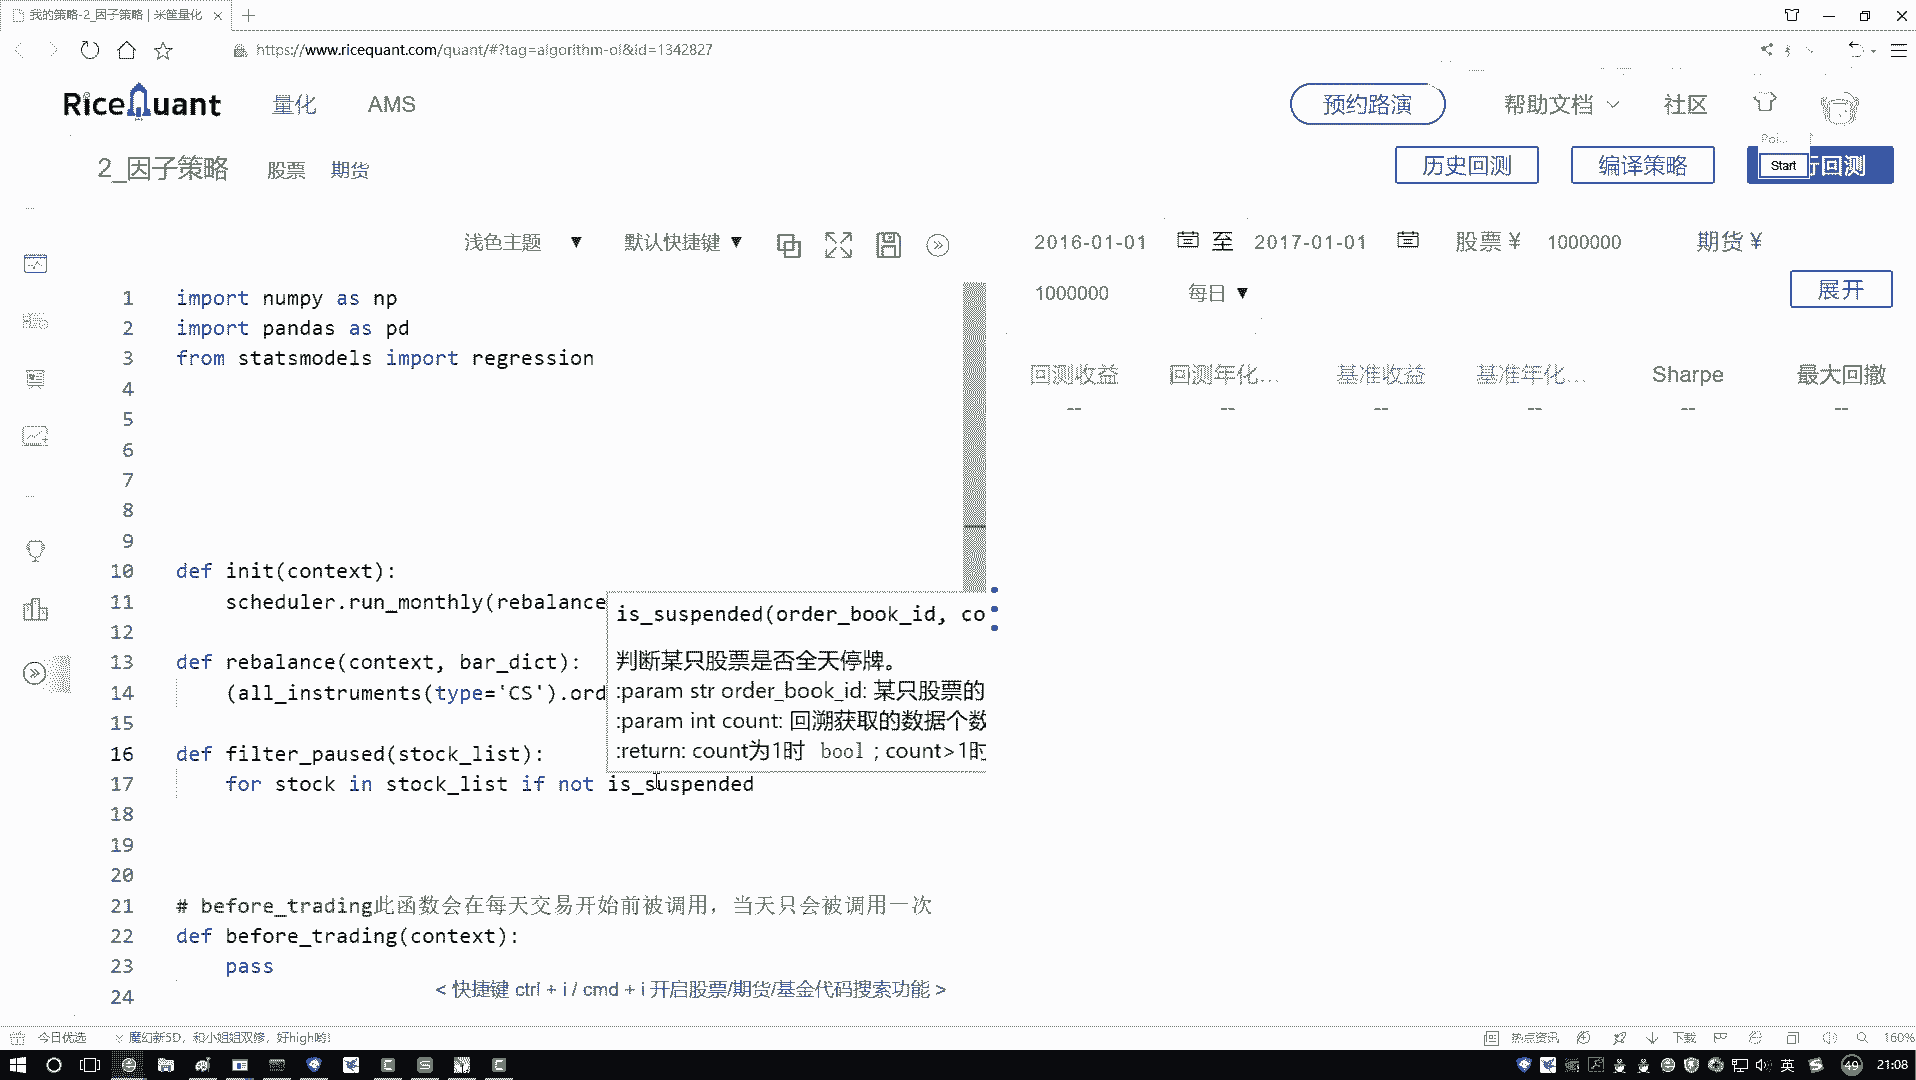 我的策略-2_因子策略 | 米筐量化
https://www.ricequant.com/quant/#?tag=algorithm-ol&id=1342827
RiceQuant 量化 AMS 预约路演 帮助文档 社区
Poi...
2_因子策略 股票 期货 历史回测 编译策略 Start 行回测
浅色主题 ▼ 默认快捷键 ▼ 2016-01-01 至 2017-01-01 股票 ¥ 1000000 期货 ¥
1000000 每日 ▼ 展开
回测收益 回测年化... 基准收益 基准年化... Sharpe 最大回撤
-- -- -- -- -- --
1 import numpy as np
2 import pandas as pd
3 from statsmodels import regression
4
5
6
7
8
9
10 def init(context):
11 scheduler.run_monthly(rebalance
12
13 def rebalance(context, bar_dict):
14 (all_instruments(type='CS').ord
15
16 def filter_paused(stock_list):
17 for stock in stock_list if not is_suspended
18
19
20
21 # before_trading此函数会在每天交易开始前被调用，当天只会被调用一次
22 def before_trading(context):
23 pass
24
is_suspended(order_book_id, co
判断某只股票是否全天停牌。
:param str order_book_id: 某只股票的
:param int count: 回溯获取的数据个数
:return: count为1时 bool ; count>1时
< 快捷键 ctrl + i / cmd + i 开启股票/期货/基金代码搜索功能 >
今日优选 魔幻新5D，和小姐姐双修，好high哟! 热点资讯 下载 160%
英 49 21:08